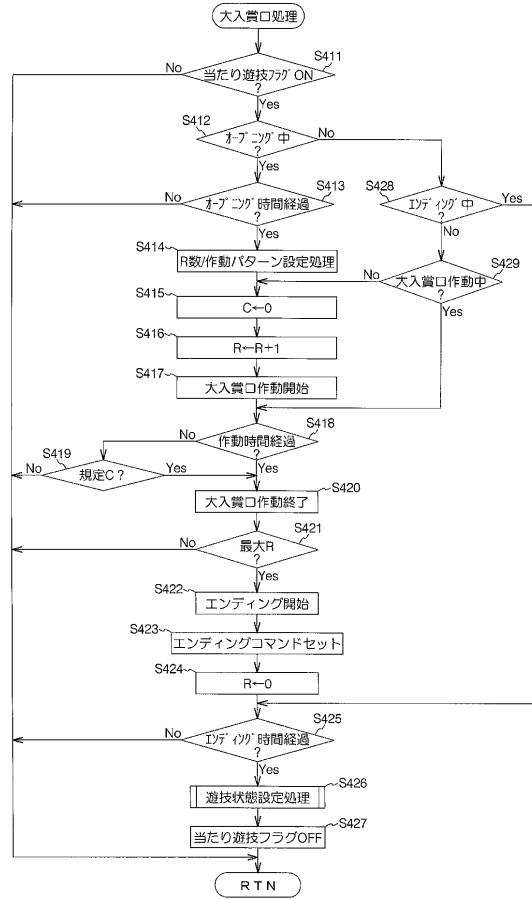 大入賞口処理
S411
当たり遊技フラグON
?
No
Yes
S412
オープニング中
?
No
Yes
S413
オープニング時間経過
?
No
Yes
S428
エンディング中
?
Yes
No
S414
R数/作動パターン設定処理
S429
大入賞口作動中
?
No
Yes
S415
C←0
S416
R←R+1
S417
大入賞口作動開始
S418
作動時間経過
?
No
Yes
S419
規定C?
No
Yes
S420
大入賞口作動終了
S421
最大R
?
No
Yes
S422
エンディング開始
S423
エンディングコマンドセット
S424
R←0
S425
エンディング時間経過
?
No
Yes
S426
遊技状態設定処理
S427
当たり遊技フラグOFF
RTN